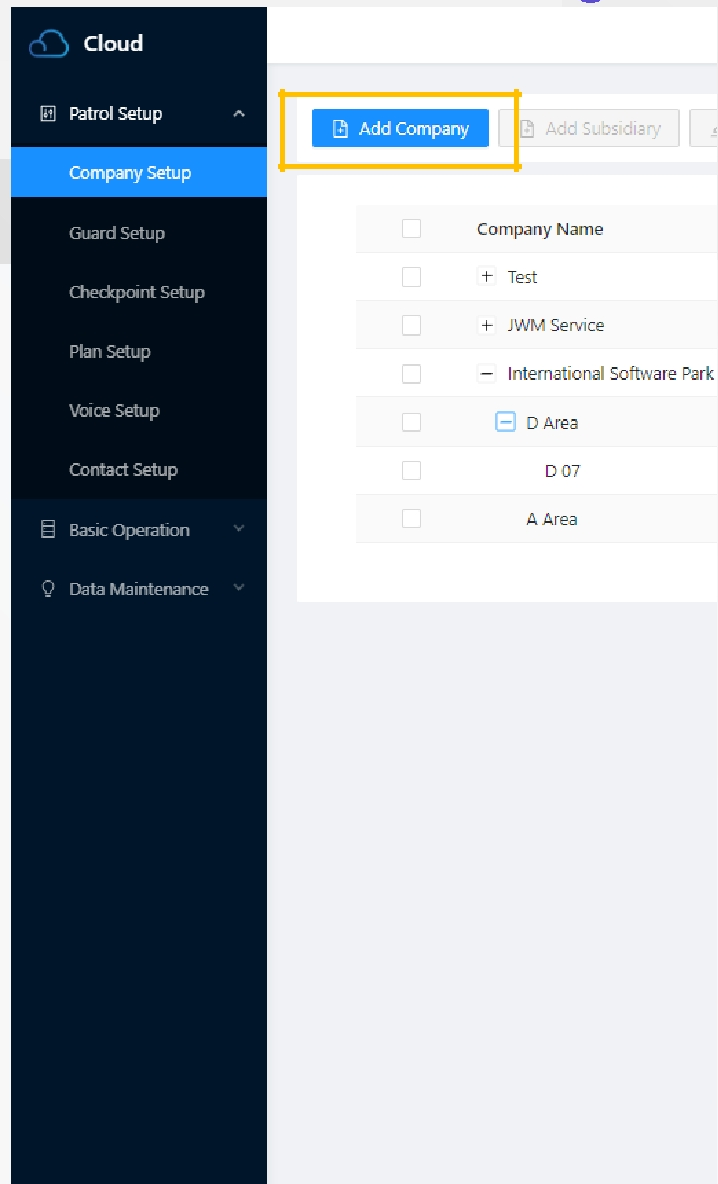 Cloud
Patrol Setup
Company Setup
Guard Setup
Checkpoint Setup
Plan Setup
Voice Setup
Contact Setup
Basic Operation
Data Maintenance
Add Company
Add Subsidiary
Company Name
Test
JWM Service
International Software Park
D Area
D 07
A Area